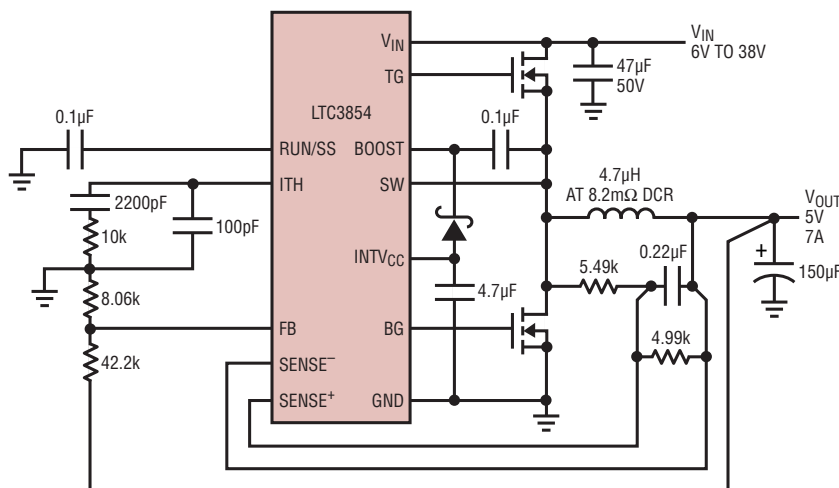 V_IN
6V TO 38V
V_IN
TG
47µF
50V
LTC3854
0.1µF
RUN/SS
BOOST
0.1µF
ITH
SW
4.7µH
AT 8.2mΩ DCR
V_OUT
5V
7A
2200pF
100pF
10k
INTV_CC
0.22µF
5.49k
+
150µF
8.06k
4.7µF
FB
BG
4.99k
42.2k
SENSE⁻
SENSE⁺
GND